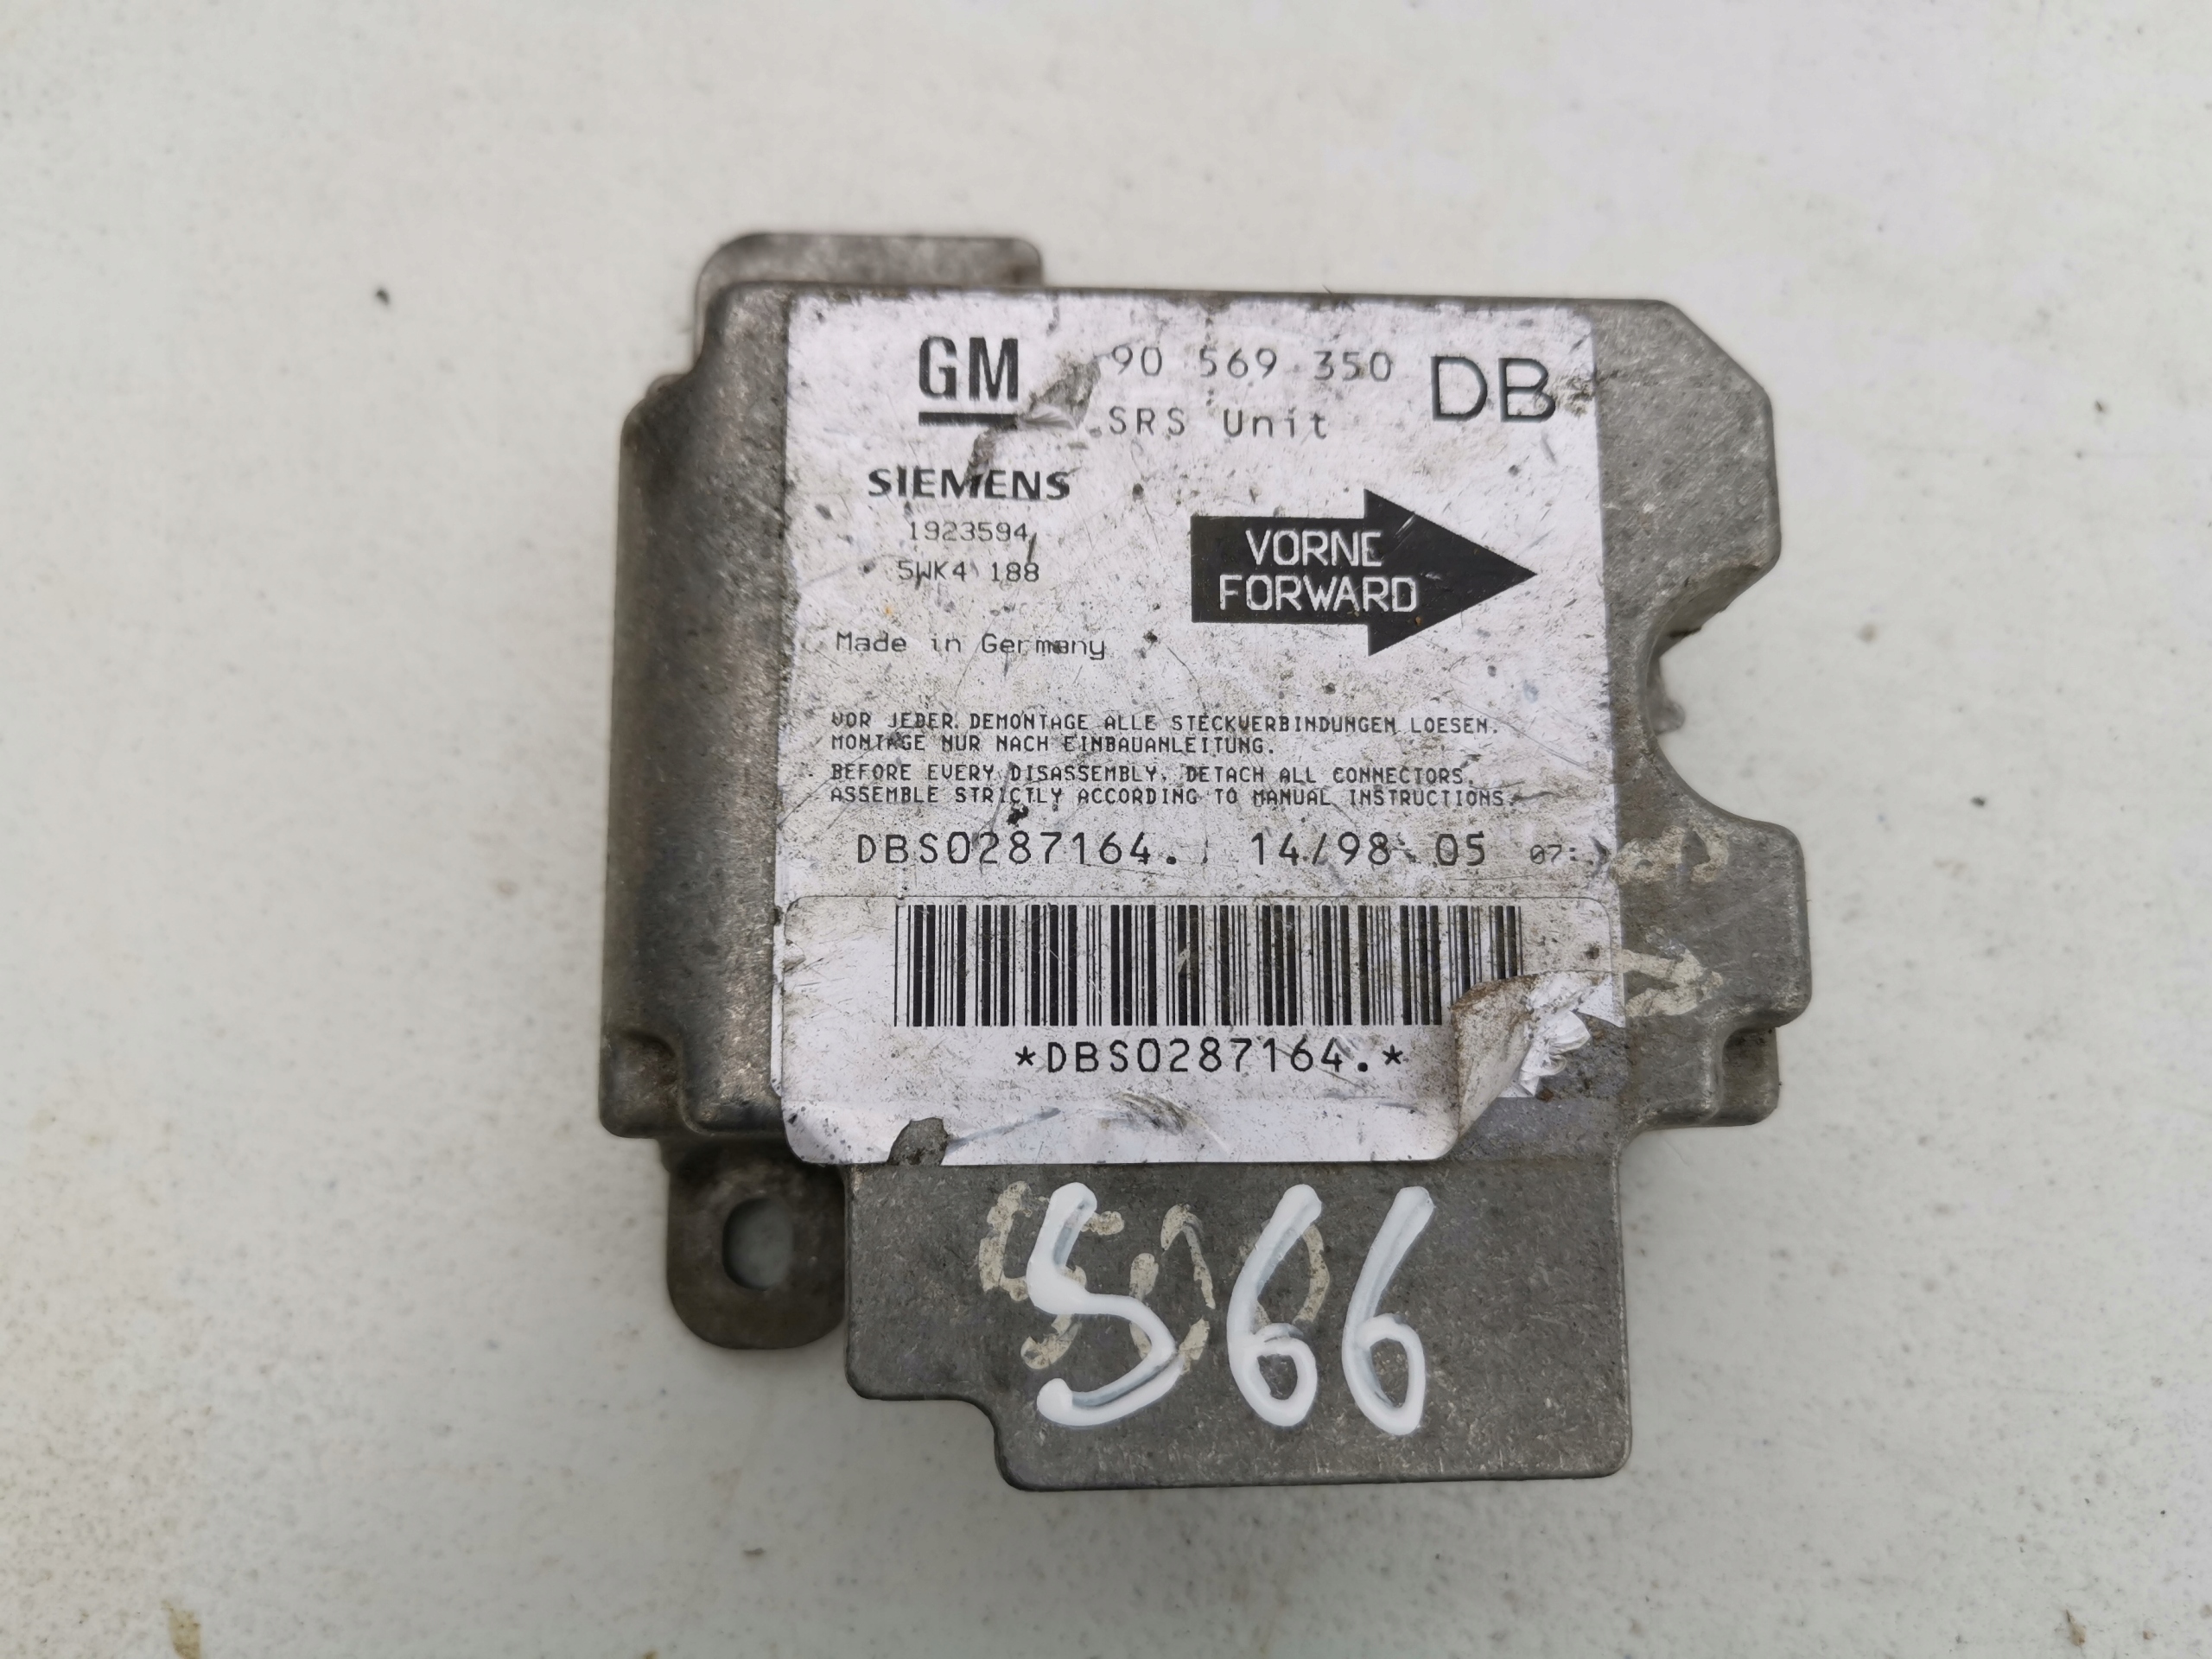 GM 90 569 350 DB
SRS Unit
SIEMENS
1923594
5WK4 188
VORNE
FORWARD
Made in Germany
VOR JEDER DEMONTAGE ALLE STECKVERBINDUNGEN LOESEN.
MONTAGE NUR NACH EINBAUANLEITUNG.
BEFORE EVERY DISASSEMBLY, DETACH ALL CONNECTORS.
ASSEMBLE STRICTLY ACCORDING TO MANUAL INSTRUCTIONS.
DBS0287164. 14/98 05 07:
*DBS0287164.*
566